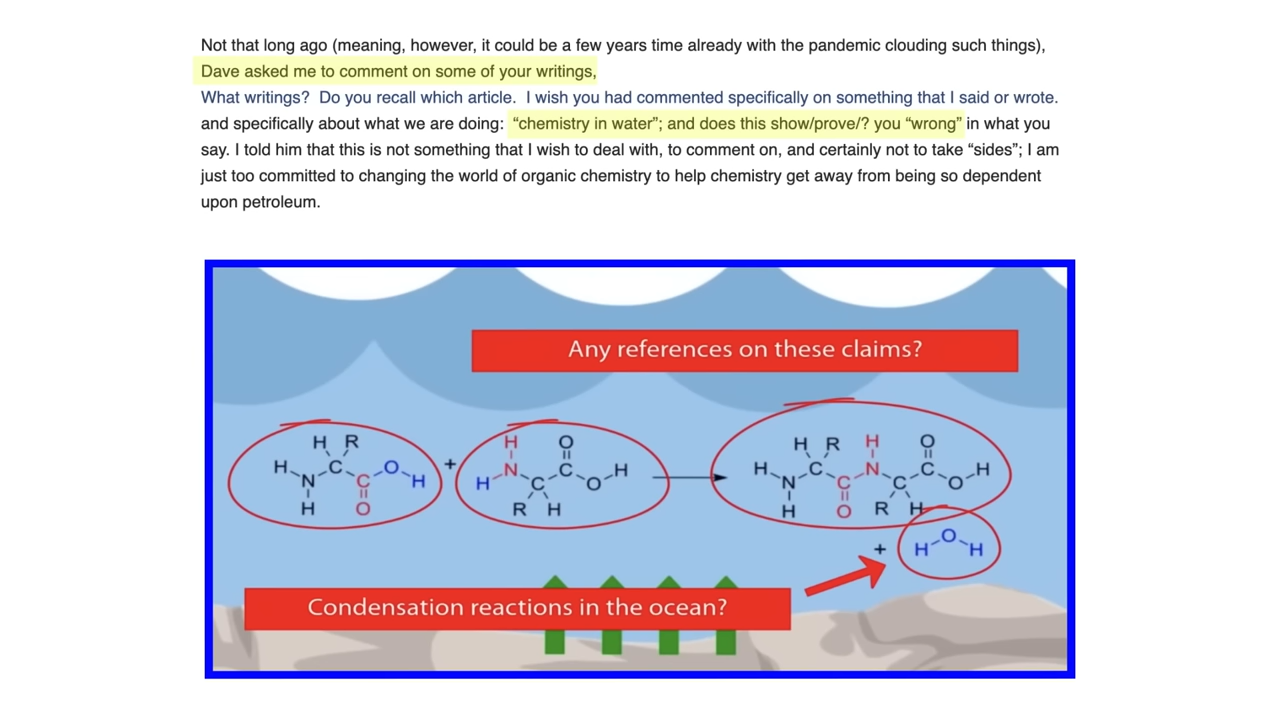 Not that long ago (meaning, however, it could be a few years time already with the pandemic clouding such things),
Dave asked me to comment on some of your writings,
What writings?  Do you recall which article.  I wish you had commented specifically on something that I said or wrote.
and specifically about what we are doing: “chemistry in water”; and does this show/prove/? you “wrong” in what you
say. I told him that this is not something that I wish to deal with, to comment on, and certainly not to take “sides”; I am
just too committed to changing the world of organic chemistry to help chemistry get away from being so dependent
upon petroleum.
Any references on these claims?
H R H O
H O H
H R H O
H N C C O H + H N C C O H H N C C N C C O H
H O R H H O R H
+ H O H
Condensation reactions in the ocean?